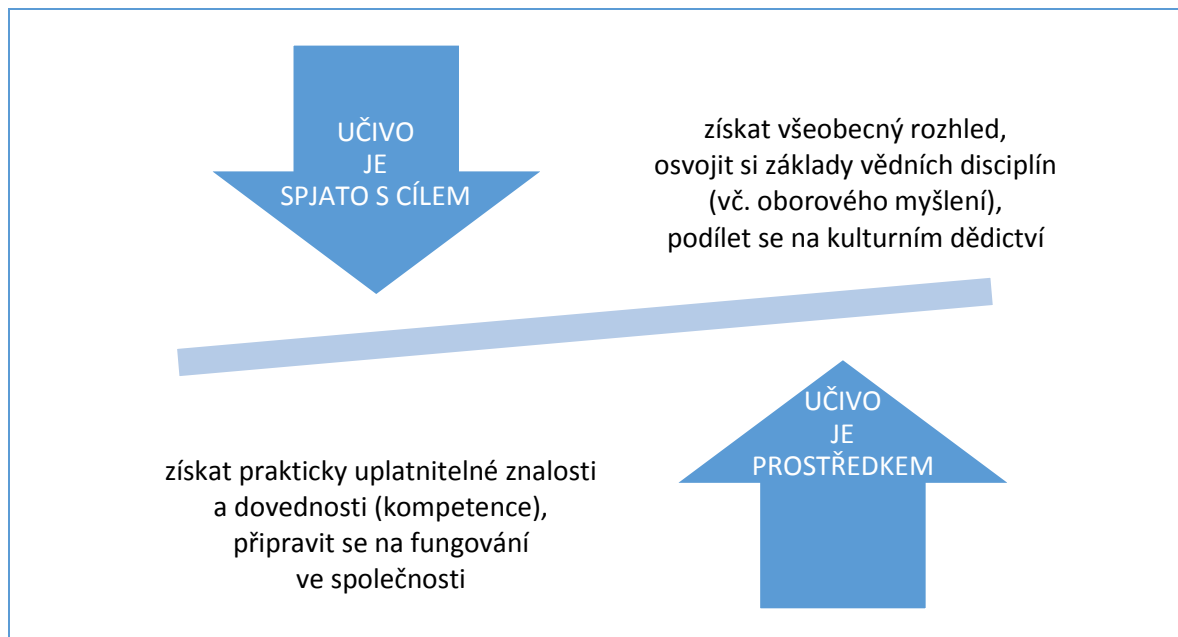 UČIVO
JE
SPJATO S CÍLEM
získat všeobecný rozhled,
osvojit si základy vědních disciplín
(vč. oborového myšlení),
podílet se na kulturním dědictví
získat prakticky uplatnitelné znalosti
a dovednosti (kompetence),
připravit se na fungování
ve společnosti
UČIVO
JE
PROSTŘEDKEM